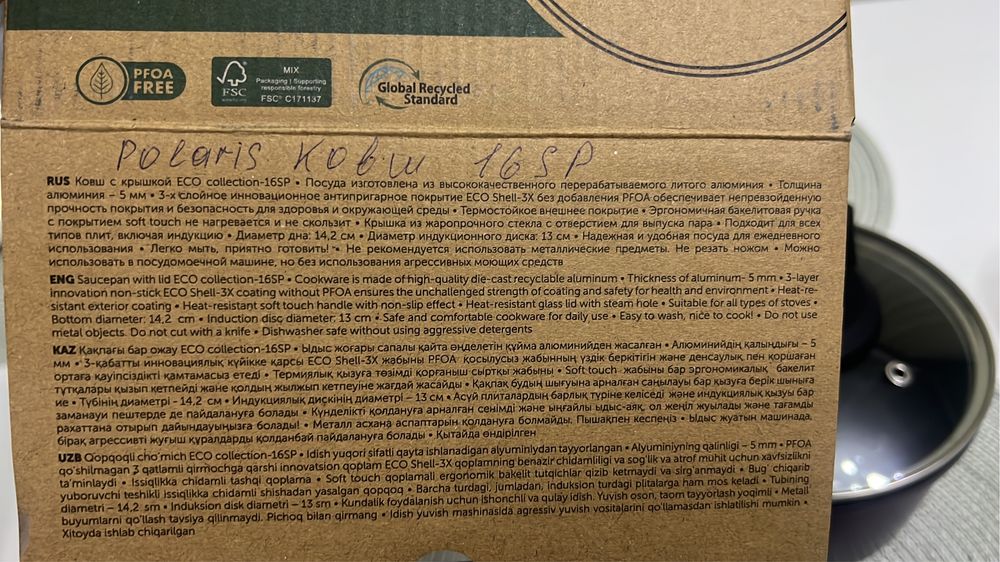 PFOA
FREE
FSC
MIX
Packaging | Supporting
responsible forestry
FSC® C171137
Global Recycled
Standard
Polaris Ковш 16SP
RUS Ковш с крышкой ECO collection-16SP • Посуда изготовлена из высококачественного перерабатываемого литого алюминия • Толщина
алюминия – 5 мм • 3-х слойное инновационное антипригарное покрытие ECO Shell-3X без добавления PFOA обеспечивает непревзойденную
прочность покрытия и безопасность для здоровья и окружающей среды • Термостойкое внешнее покрытие • Эргономичная бакелитовая ручка
с покрытием soft touch не нагревается и не скользит • Крышка из жаропрочного стекла с отверстием для выпуска пара • Подходит для всех
типов плит, включая индукцию • Диаметр дна: 14,2 см • Диаметр индукционного диска: 13 см • Надежная и удобная посуда для ежедневного
использования • Легко мыть, приятно готовить! • Не рекомендуется использовать металлические предметы. Не резать ножом • Можно
использовать в посудомоечной машине, но без использования агрессивных моющих средств
ENG Saucepan with lid ECO collection-16SP • Cookware is made of high-quality die-cast recyclable aluminum • Thickness of aluminum- 5 mm • 3-layer
innovation non-stick ECO Shell-3X coating without PFOA ensures the unchalleged strength of coating and safety for health and environment • Heat-re-
sistant exterior coating • Heat-resistant soft touch handle with non-slip effect • Heat-resistant glass lid with steam hole • Suitable for all types of stoves •
Bottom diameter: 14,2 cm • Induction disc diameter: 13 cm • Safe and comfortable cookware for daily use • Easy to wash, nice to cook! • Do not use
metal objects. Do not cut with a knife • Dishwasher safe without using aggressive detergents
KAZ Қақпағы бар ожау ECO collection-16SP • Ыдыс жоғары сапалы қайта өңделетін құйма алюминийден жасалған • Алюминийдің қалыңдығы – 5
мм • 3-қабатты инновациялық күйікке қарсы ECO Shell-3X жабыны PFOA қосылусыз жабынның үздік беркітегін және денсаулық пен қоршаған
ортаға қауіпсіздікті қамтамасыз етеді • Термиялық қызуға төзімді қорғаныш сыртқы жабыны • Soft touch жабыны бар эргономикалық бакелит
тұтқалары қызып кетпейді және қолдың жылжып кетпеуіне жағдай жасайды • Қақпақ будың шығуына арналған саңылауы бар қызуға берік шыныға
ие • Түбінің диаметрі - 14,2 см • Индукциялық дискінің диаметрі – 13 см • Асүй плиталардың барлық түріне келіседі және индукциялық қызуы бар
заманауи пештерде де пайдалануға болады • Күнделікті қолдануға арналған сенімді және ыңғайлы ыдыс-аяқ, ол жеңіл жуылады және тағамды
рахаттана отырып дайындауыңызға болады! • Металл асхана аспаптарын қолдануға болмайды. Пышақпен кеспеңіз • Ыдыс жуатын машинада,
бірақ агрессивті жуғыш құралдарды қолданбай пайдалануға болады • Қытайда өндірілген
UZB Qopqoqli cho'mich ECO collection-16SP • Idish yuqori sifatli qayta ishlanadigan alyuminiydan tayyorlangan • Alyuminiyning qalinligi – 5 mm • PFOA
qo'shilmagan 3 qatlamli qirmochga qarshi innovatsion qoplam ECO Shell-3X qoplamning benazir chidamliligi va sog'lik va atrof muhit uchun xavfsizlikni
ta'minlaydi • Issiqlikka chidamli tashqi qoplama • Soft touch qoplamali ergonomik bakelit tutqichlar qizib ketmaydi va sirg'anmaydi • Bug' chiqarib
yuboruvchi teshikli issiqlikka chidamli shishadan yasalgan qopqoq • Barcha turdagi, jumladan, induksion turdagi plitalarga ham mos keladi • Tubining
diametri – 14,2 sm • Induksion disk diametri – 13 sm • Kundalik foydalanish uchun ishonchli va qulay idish. Yuvish oson, taom tayyorlash yoqimli • Metall
buyumlarni qo'llash tavsiya qilinmaydi. Pichoq bilan qirmang • Idish yuvish mashinasida agressiv yuvish vositalarini qo'llamasdan ishlatilishi mumkin •
Xitoyda ishlab chiqarilgan